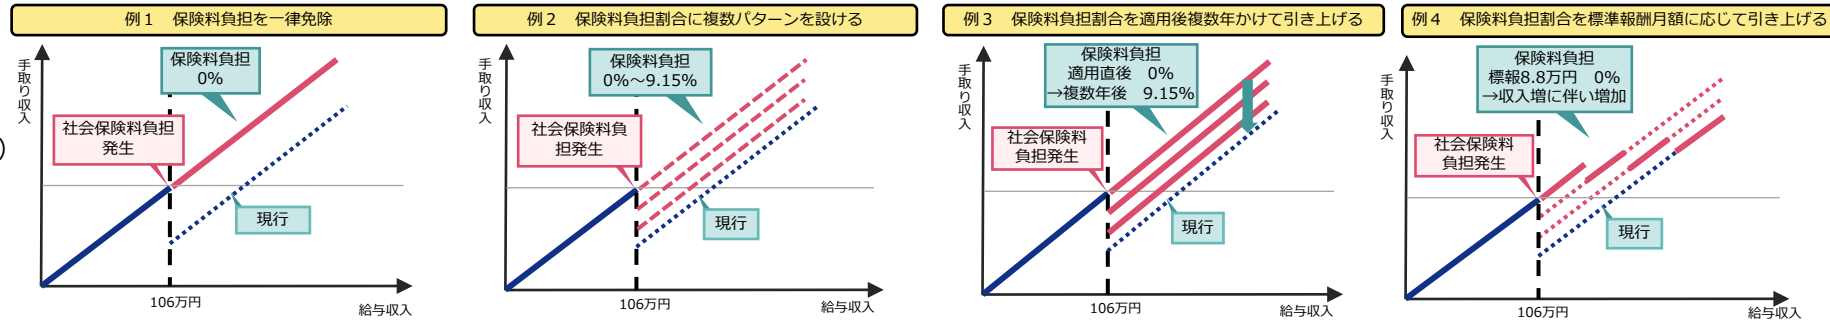 例1 保険料負担を一律免除
手取り収入
保険料負担
0%
社会保険料負担
発生
現行
106万円
給与収入
例2 保険料負担割合に複数パターンを設ける
手取り収入
保険料負担
0%～9.15%
社会保険料負
担発生
現行
106万円
給与収入
例3 保険料負担割合を適用後複数年かけて引き上げる
手取り収入
保険料負担
適用直後 0%
→複数年後 9.15%
社会保険料
負担発生
現行
106万円
給与収入
例4 保険料負担割合を標準報酬月額に応じて引き上げる
手取り収入
保険料負担
標報8.8万円 0%
→収入増に伴い増加
社会保険料
負担発生
現行
106万円
給与収入